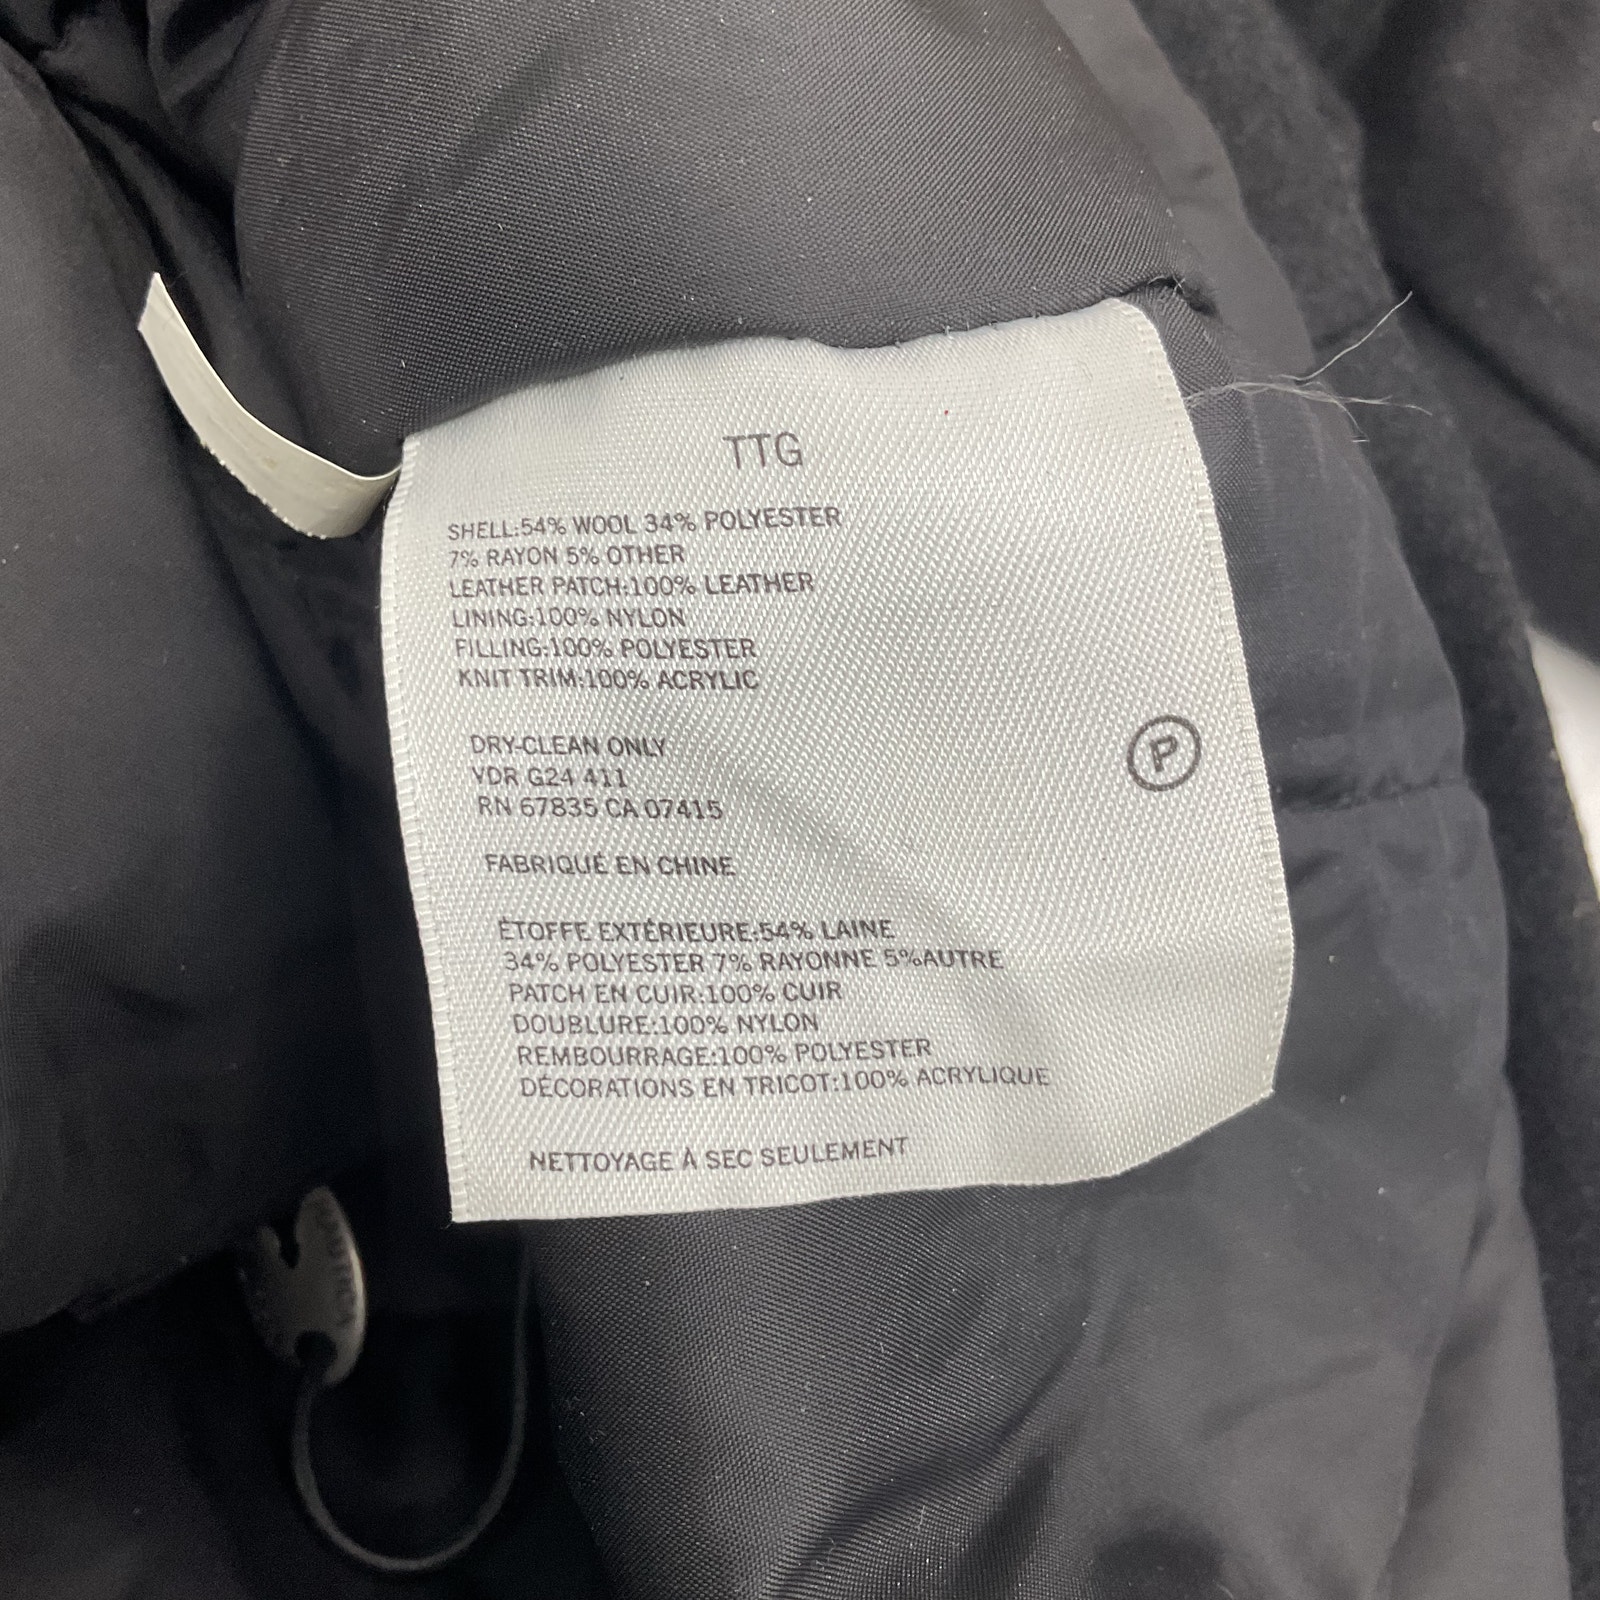 TTG
SHELL:54% WOOL 34% POLYESTER
7% RAYON 5% OTHER
LEATHER PATCH:100% LEATHER
LINING:100% NYLON
FILLING:100% POLYESTER
KNIT TRIM:100% ACRYLIC
DRY-CLEAN ONLY
VDR G24 411
RN 67835 CA 07415
P
FABRIQUÉ EN CHINE
ÉTOFFE EXTÉRIEURE:54% LAINE
34% POLYESTER 7% RAYONNE 5%AUTRE
PATCH EN CUIR:100% CUIR
DOUBLURE:100% NYLON
REMBOURRAGE:100% POLYESTER
DÉCORATIONS EN TRICOT:100% ACRYLIQUE
NETTOYAGE À SEC SEULEMENT